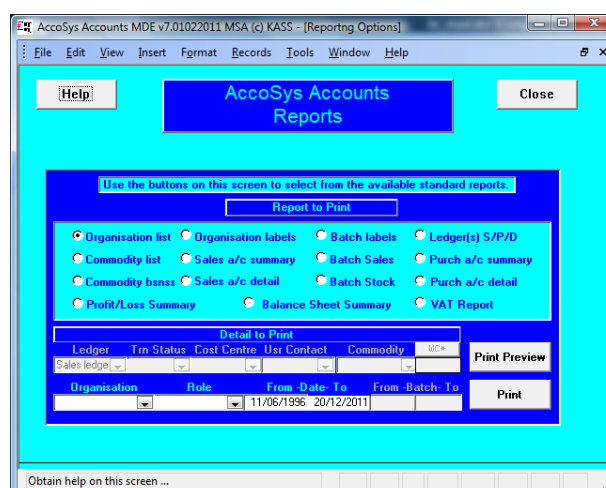 AccoSys Accounts MDE v7.01022011 MSA (c) KASS - [Reportng Options]
File Edit View Insert Format Records Tools Window Help
Help
AccoSys Accounts
Reports
Close
Use the buttons on this screen to select from the available standard reports.
Report to Print
Organisation list Organisation labels Batch labels Ledger(s) S/P/D
Commodity list Sales a/c summary Batch Sales Purch a/c summary
Commodity bsnss Sales a/c detail Batch Stock Purch a/c detail
Profit/Loss Summary Balance Sheet Summary VAT Report
Detail to Print
Ledger Trn Status Cost Centre Usr Contact Commodity WC*
Sales ledge
Print Preview
Organisation Role From -Date- To From -Batch- To
11/06/1996 20/12/2011
Print
Obtain help on this screen ...